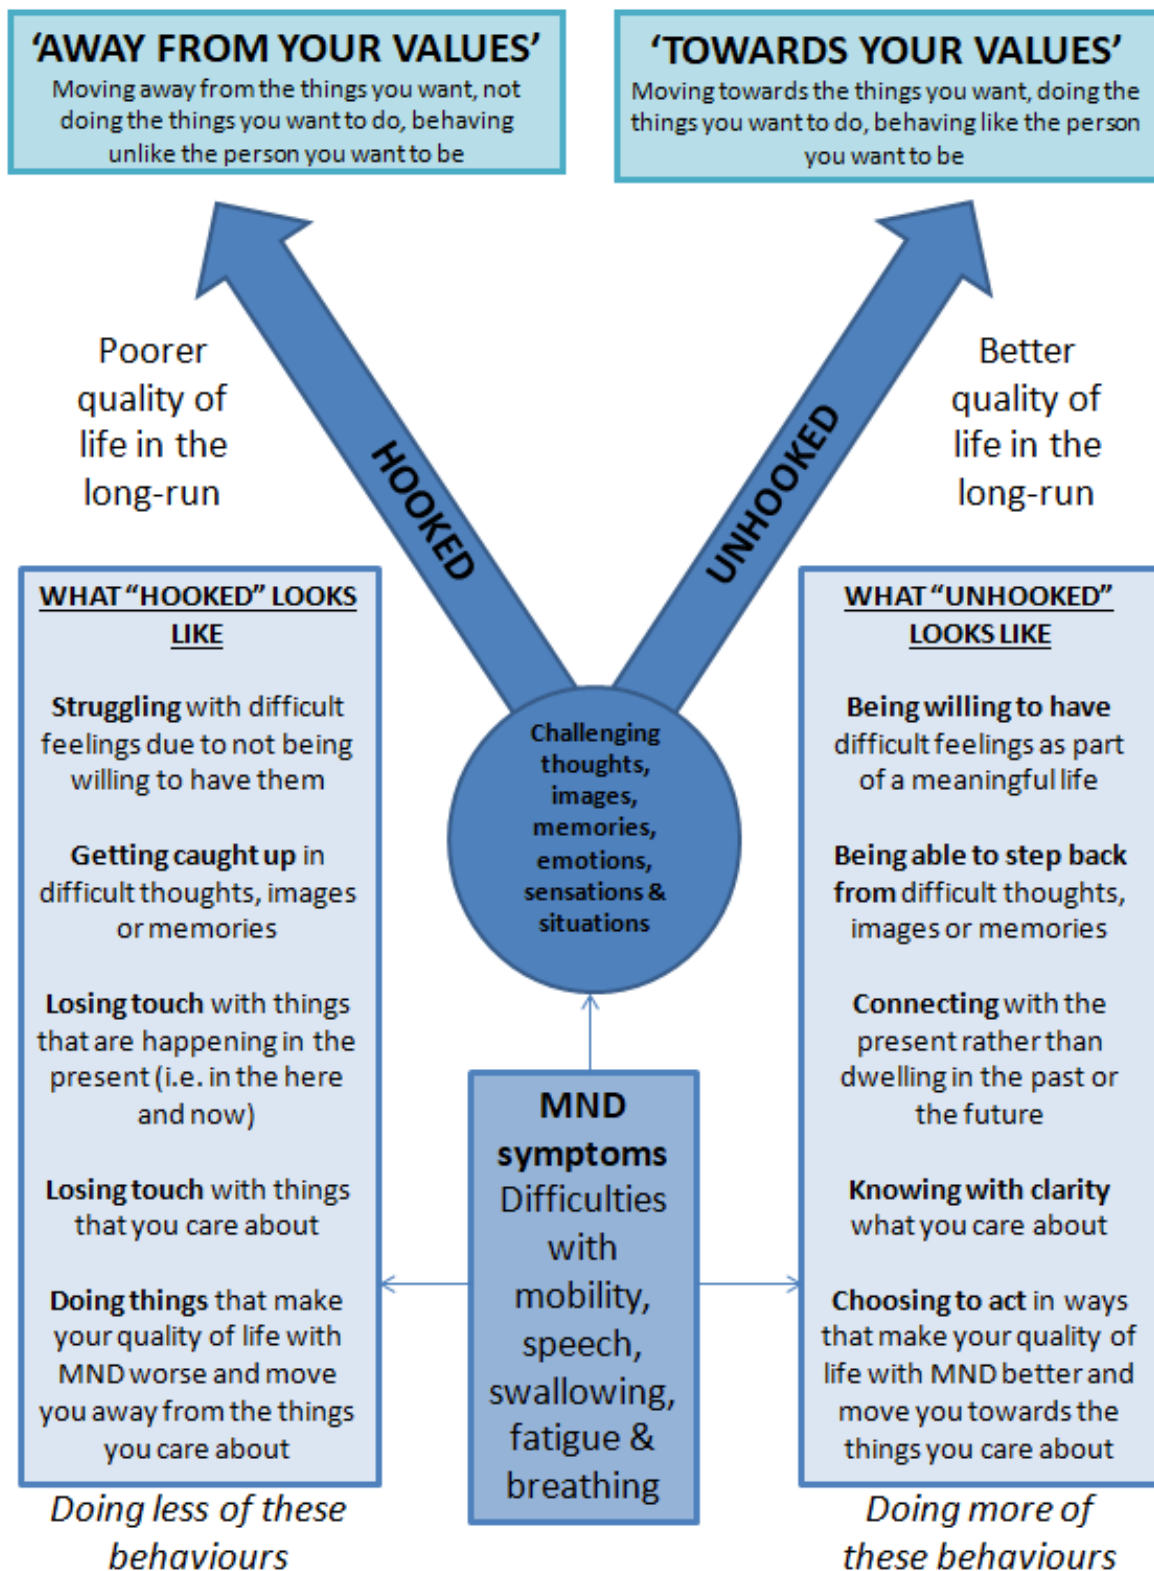 ‘AWAY FROM YOUR VALUES’
Moving away from the things you want, not
doing the things you want to do, behaving
unlike the person you want to be
‘TOWARDS YOUR VALUES’
Moving towards the things you want, doing the
things you want to do, behaving like the person
you want to be
Poorer
quality of
life in the
long-run
HOOKED
UNHOOKED
Better
quality of
life in the
long-run
WHAT “HOOKED” LOOKS
LIKE
Struggling with difficult
feelings due to not being
willing to have them
Getting caught up in
difficult thoughts, images
or memories
Losing touch with things
that are happening in the
present (i.e. in the here
and now)
Losing touch with things
that you care about
Doing things that make
your quality of life with
MND worse and move
you away from the things
you care about
Doing less of these
behaviours
Challenging
thoughts,
images,
memories,
emotions,
sensations &
situations
MND
symptoms
Difficulties
with
mobility,
speech,
swallowing,
fatigue &
breathing
WHAT “UNHOOKED”
LOOKS LIKE
Being willing to have
difficult feelings as part
of a meaningful life
Being able to step back
from difficult thoughts,
images or memories
Connecting with the
present rather than
dwelling in the past or
the future
Knowing with clarity
what you care about
Choosing to act in ways
that make your quality of
life with MND better and
move you towards the
things you care about
Doing more of
these behaviours